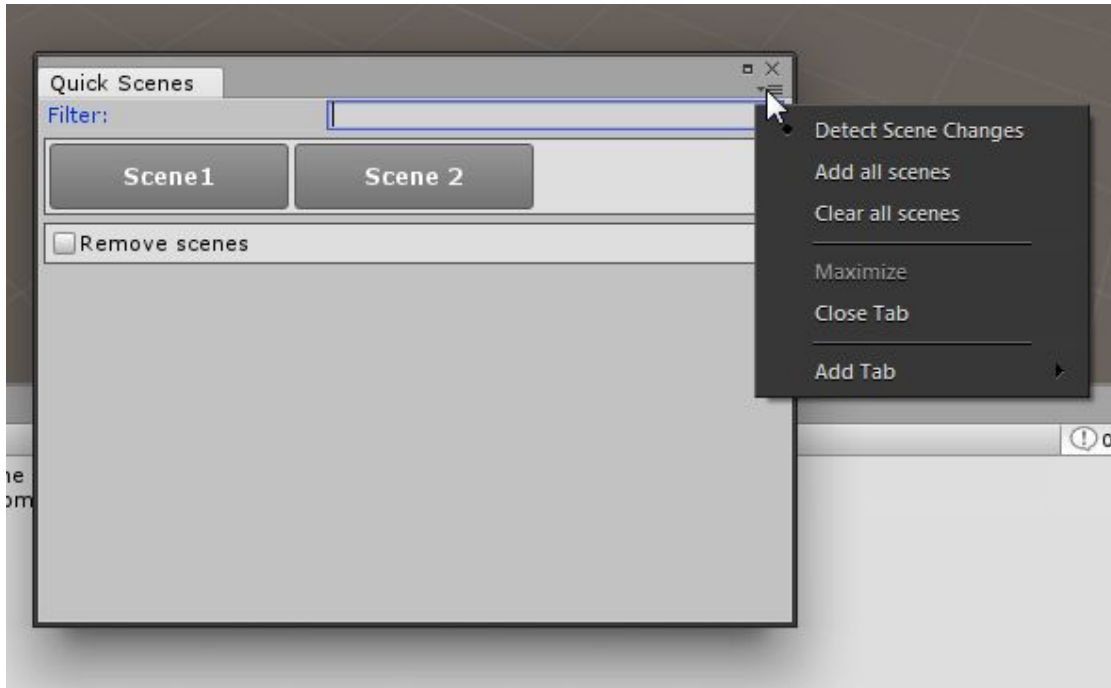 Quick Scenes
Filter:
Scene1
Scene 2
Remove scenes
Detect Scene Changes
Add all scenes
Clear all scenes
Maximize
Close Tab
Add Tab